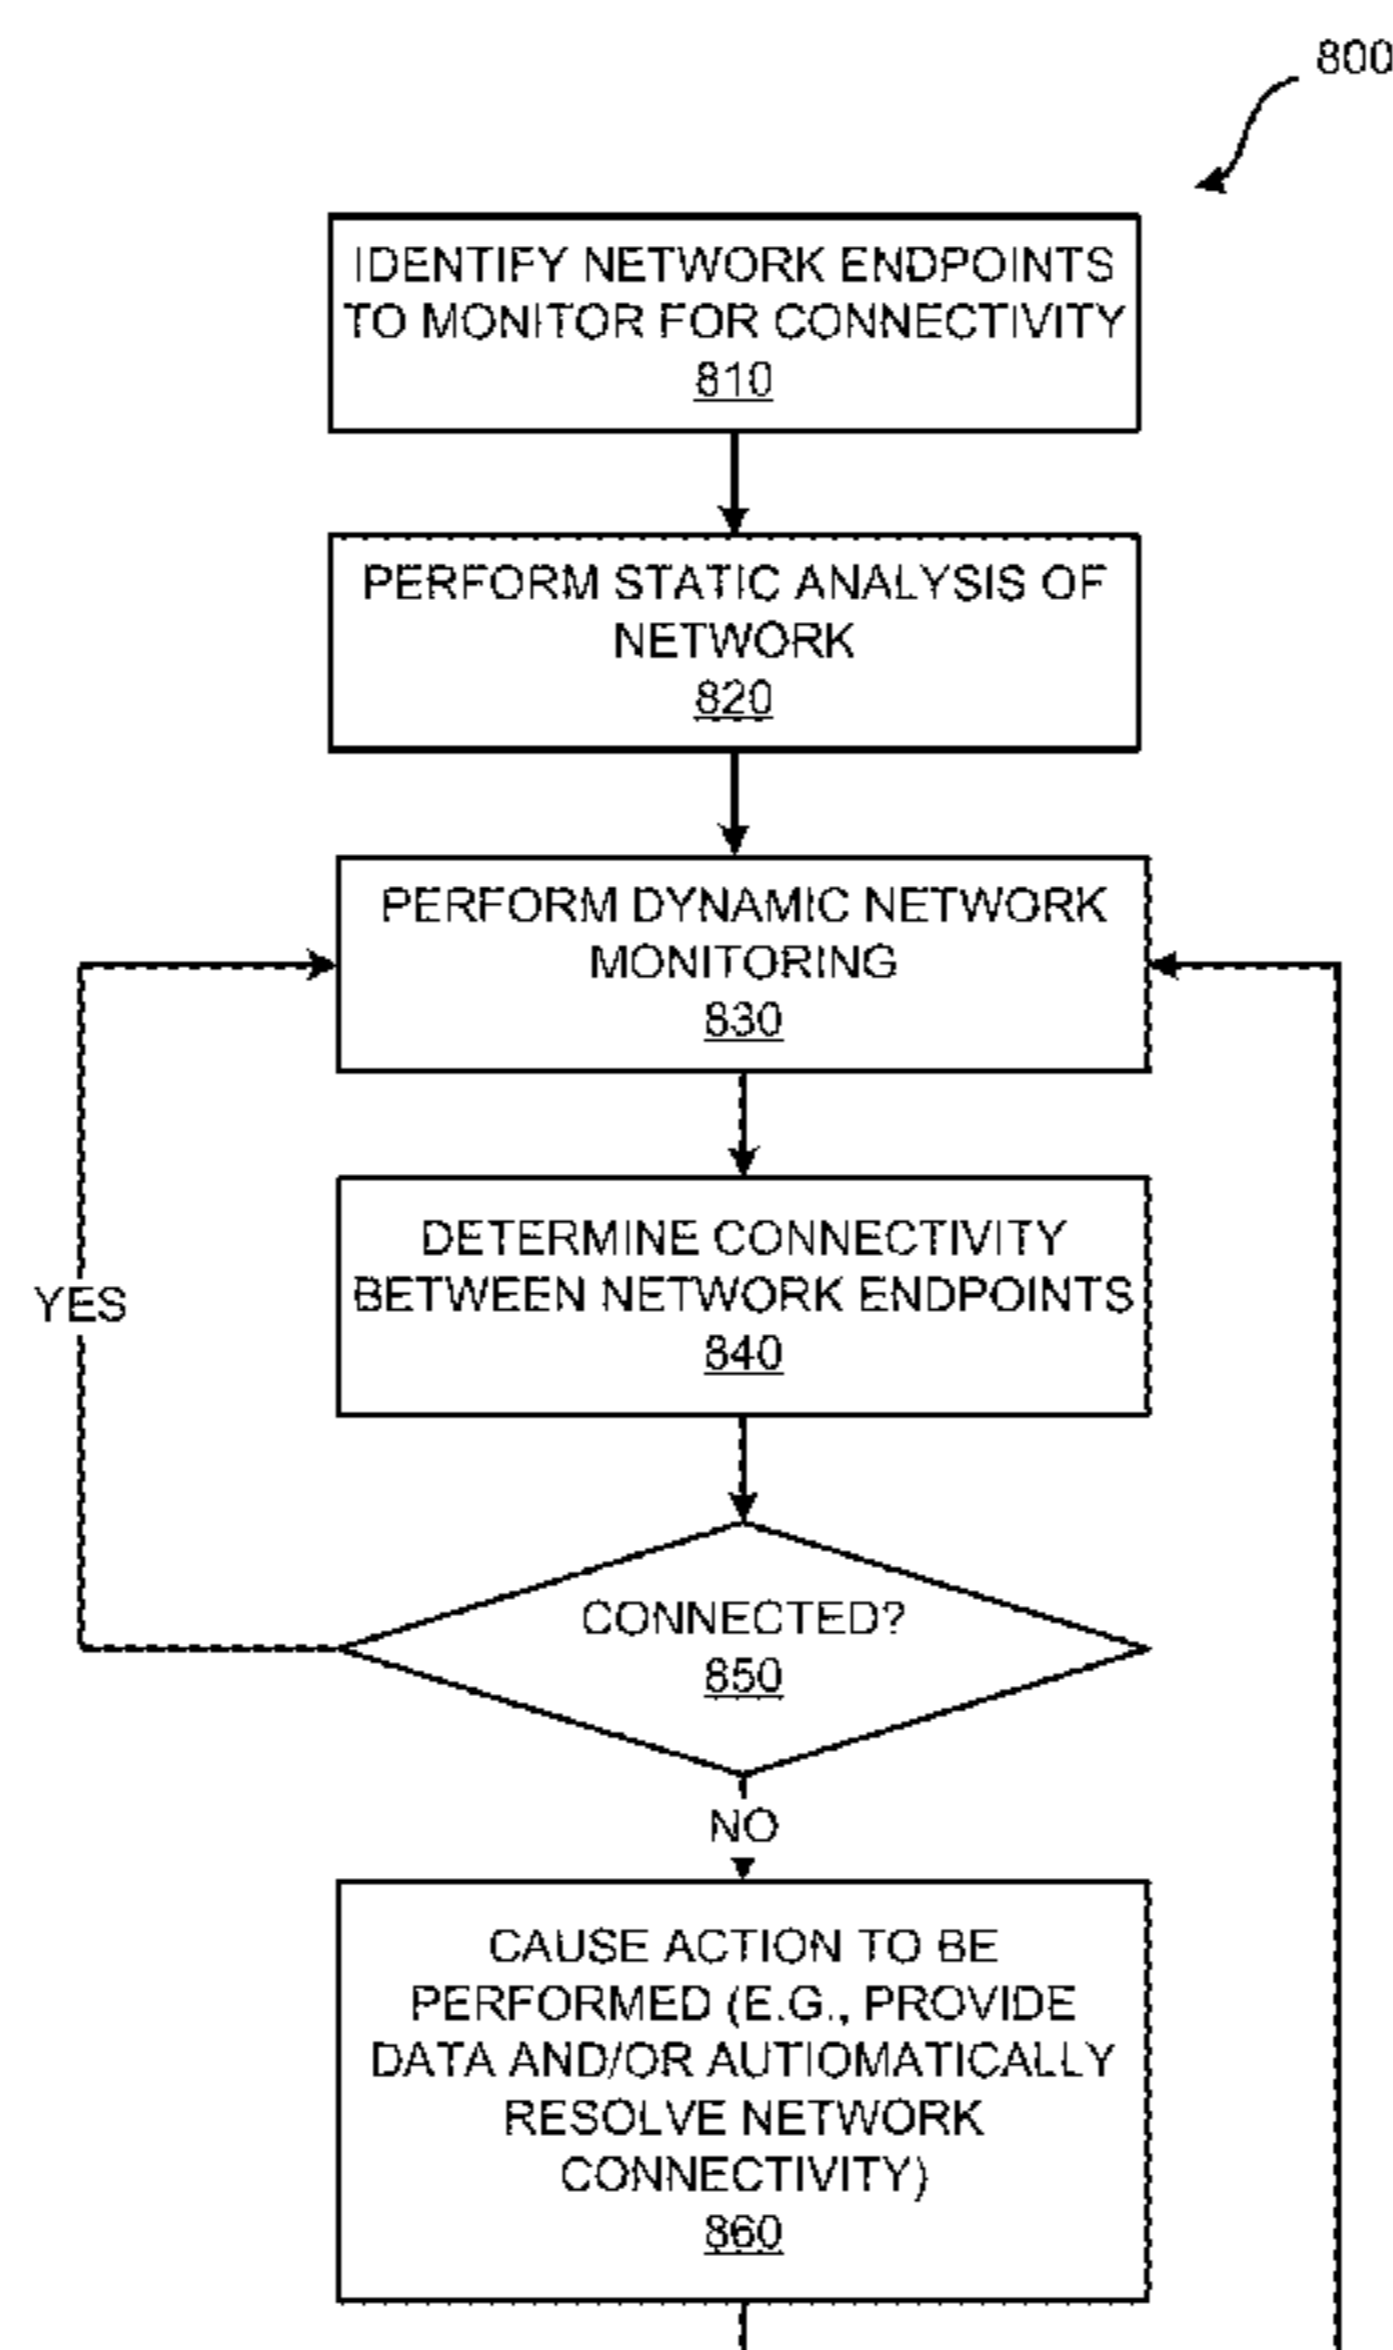 800
IDENTIFY NETWORK ENDPOINTS
TO MONITOR FOR CONNECTIVITY
810
PERFORM STATIC ANALYSIS OF
NETWORK
820
PERFORM DYNAMIC NETWORK
MONITORING
830
DETERMINE CONNECTIVITY
BETWEEN NETWORK ENDPOINTS
840
YES
CONNECTED?
850
NO
CAUSE ACTION TO BE
PERFORMED (E.G., PROVIDE
DATA AND/OR AUTIOMATICALLY
RESOLVE NETWORK
CONNECTIVITY)
860